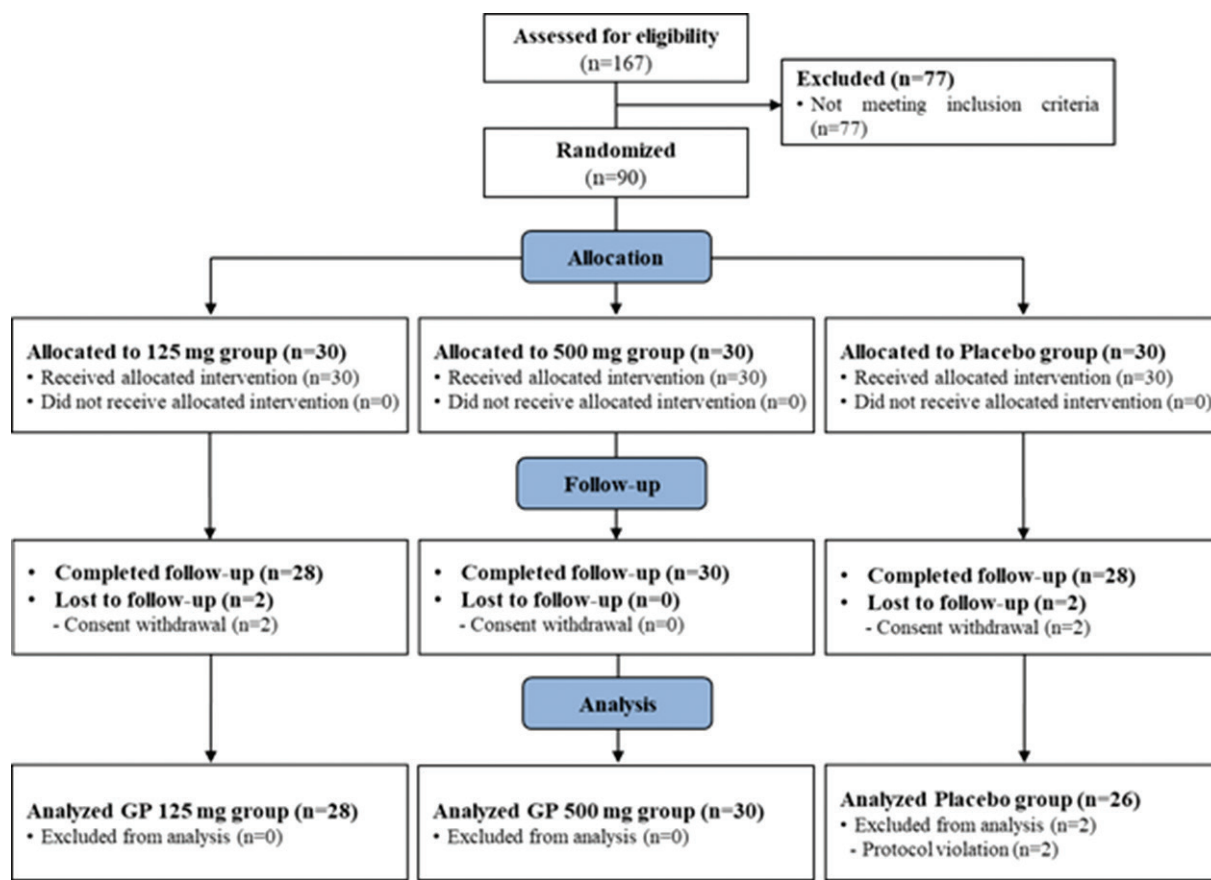 Assessed for eligibility
(n=167)
Excluded (n=77)
• Not meeting inclusion criteria
(n=77)
Randomized
(n=90)
Allocation
Allocated to 125 mg group (n=30)
• Received allocated intervention (n=30)
• Did not receive allocated intervention (n=0)
Allocated to 500 mg group (n=30)
• Received allocated intervention (n=30)
• Did not receive allocated intervention (n=0)
Allocated to Placebo group (n=30)
• Received allocated intervention (n=30)
• Did not receive allocated intervention (n=0)
Follow-up
• Completed follow-up (n=28)
• Lost to follow-up (n=2)
- Consent withdrawal (n=2)
• Completed follow-up (n=30)
• Lost to follow-up (n=0)
- Consent withdrawal (n=0)
• Completed follow-up (n=28)
• Lost to follow-up (n=2)
- Consent withdrawal (n=2)
Analysis
Analyzed GP 125 mg group (n=28)
• Excluded from analysis (n=0)
Analyzed GP 500 mg group (n=30)
• Excluded from analysis (n=0)
Analyzed Placebo group (n=26)
• Excluded from analysis (n=2)
- Protocol violation (n=2)